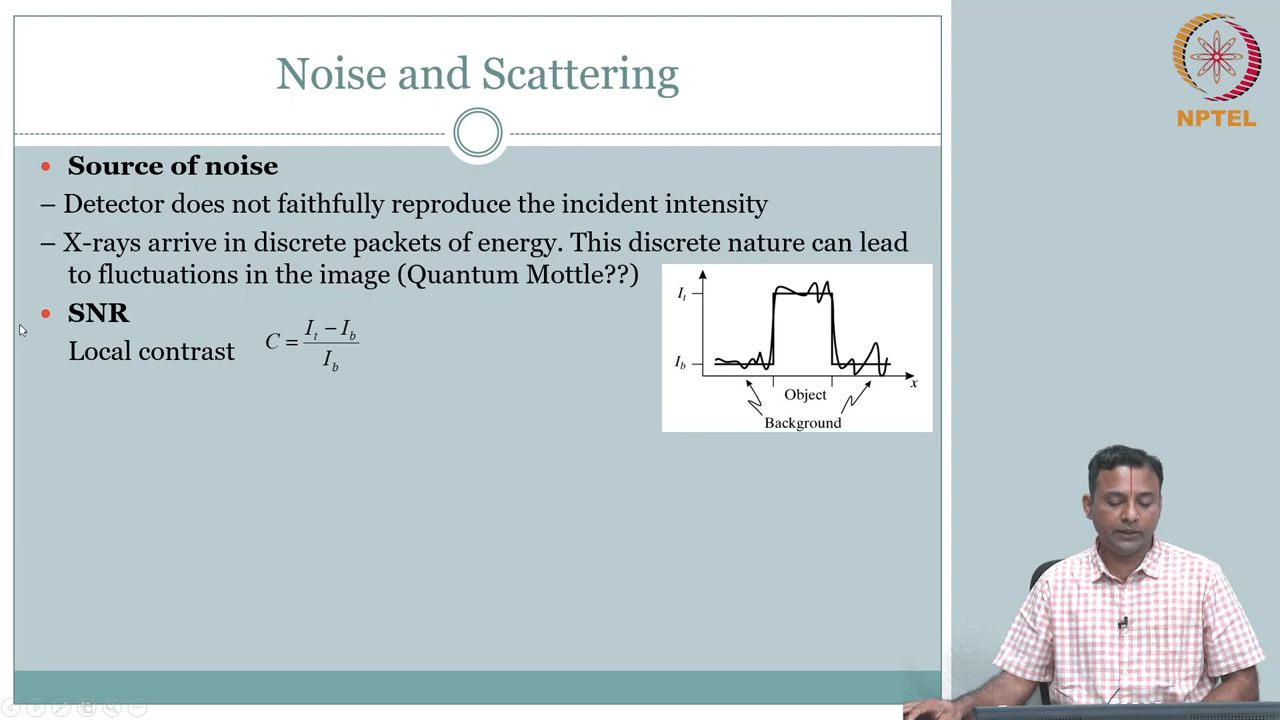 Noise and Scattering
NPTEL
• Source of noise
– Detector does not faithfully reproduce the incident intensity
– X-rays arrive in discrete packets of energy. This discrete nature can lead
to fluctuations in the image (Quantum Mottle??)
• SNR
Local contrast C = (I_t − I_b) / I_b
I_t
I_b
x
Object
Background